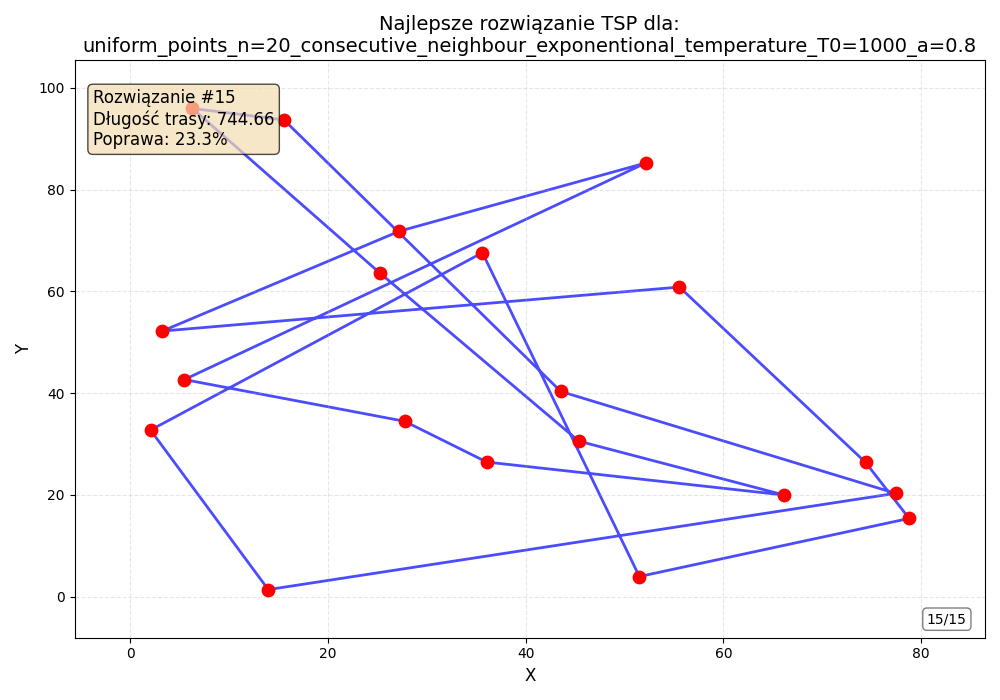 Najlepsze rozwiązanie TSP dla:
uniform_points_n=20_consecutive_neighbour_exponentional_temperature_T0=1000_a=0.8
Rozwiązanie #15
Długość trasy: 744.66
Poprawa: 23.3%
100
80
60
40
20
0
Y
15/15
0 20 40 60 80
X